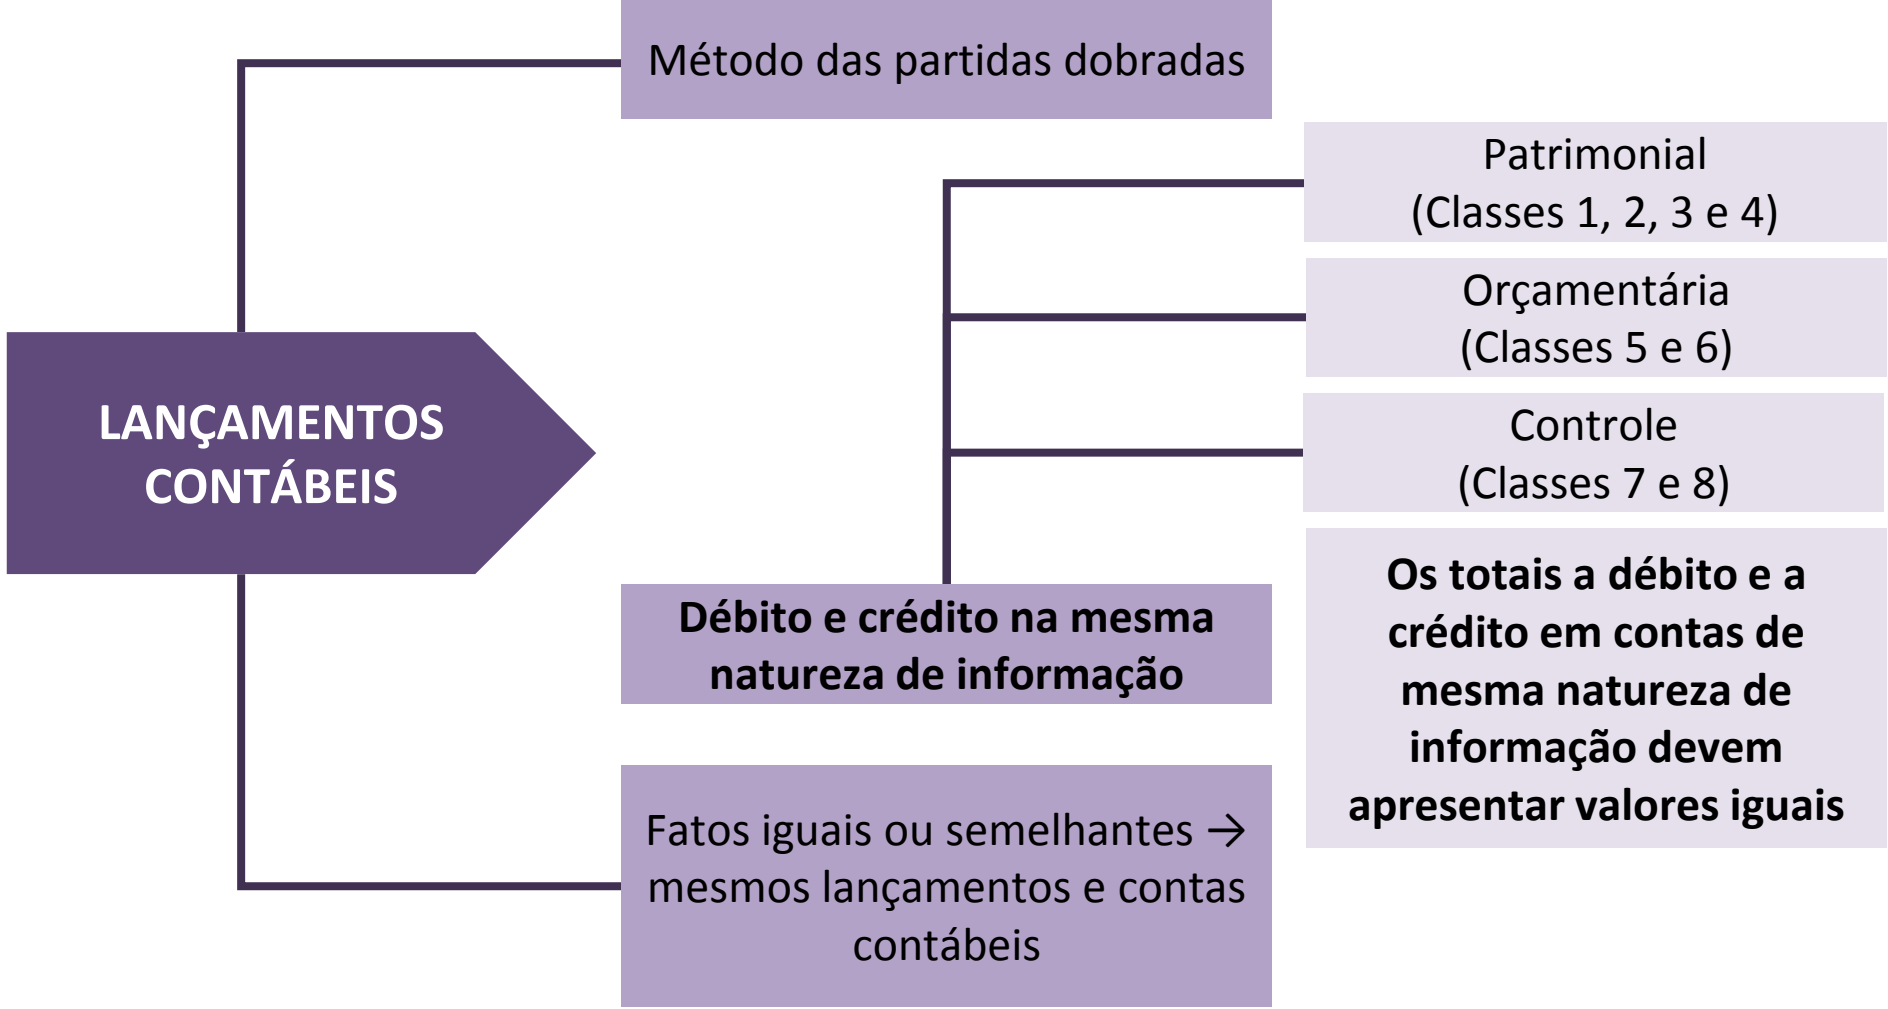 Método das partidas dobradas
Patrimonial
(Classes 1, 2, 3 e 4)
Orçamentária
(Classes 5 e 6)
LANÇAMENTOS
CONTÁBEIS
Controle
(Classes 7 e 8)
Débito e crédito na mesma
natureza de informação
Os totais a débito e a
crédito em contas de
mesma natureza de
informação devem
apresentar valores iguais
Fatos iguais ou semelhantes →
mesmos lançamentos e contas
contábeis